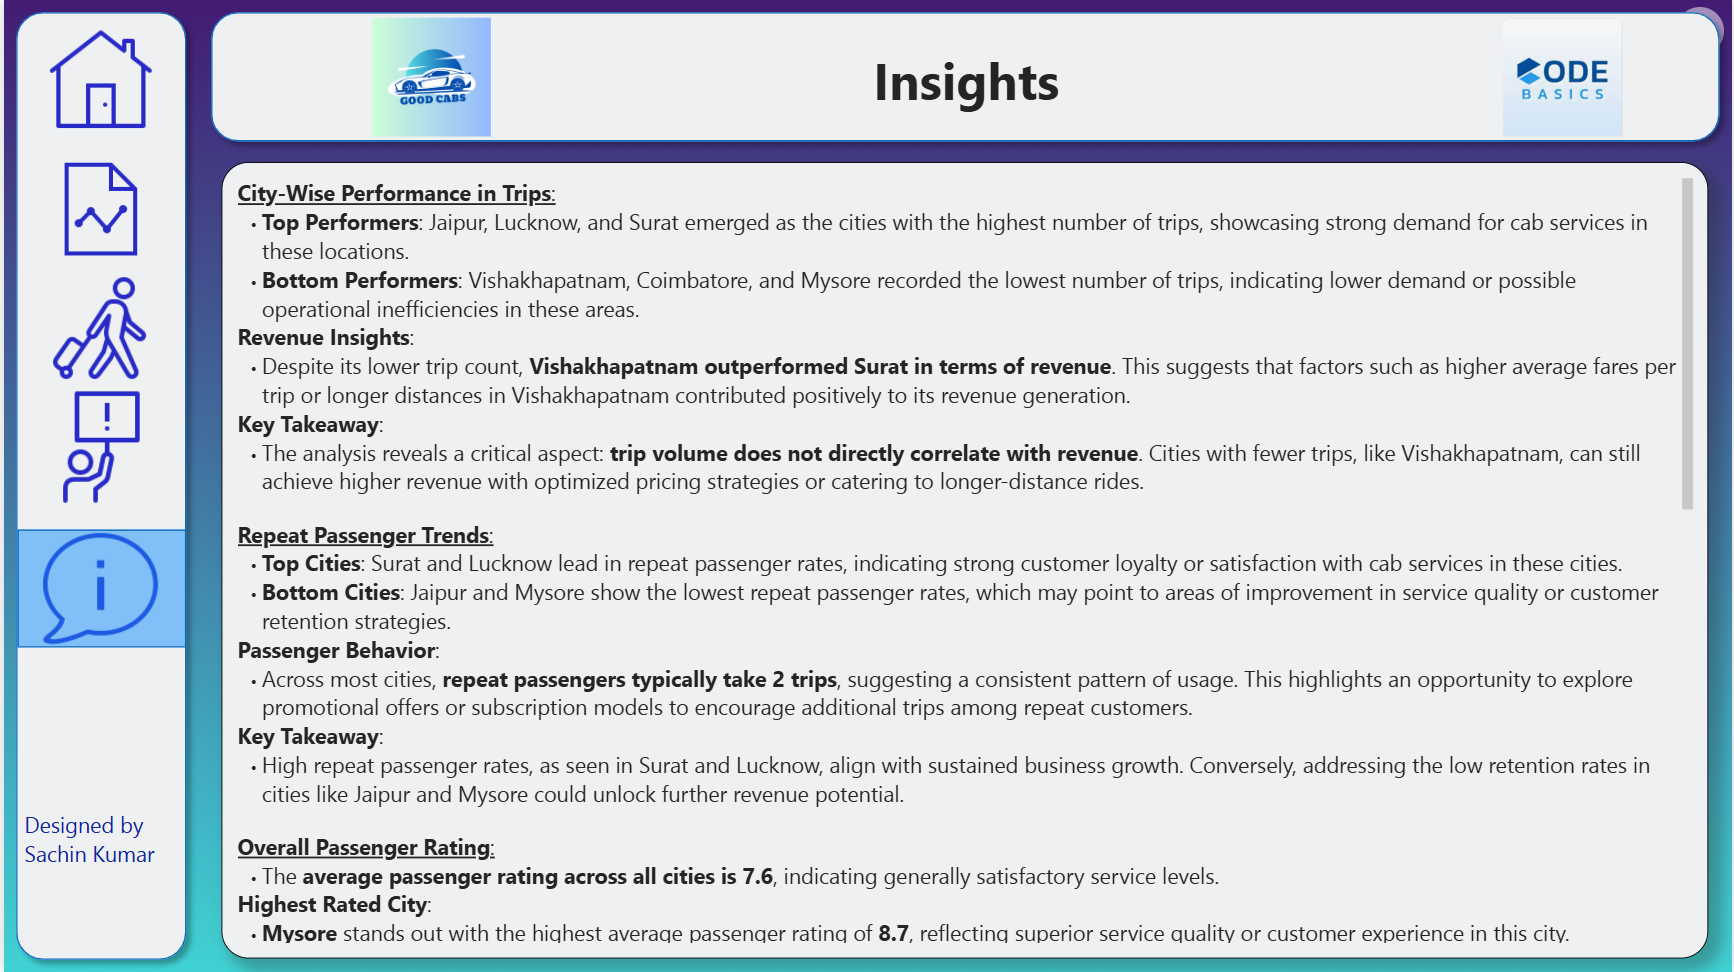 GOOD CABS
Insights
CODE
BASICS
City-Wise Performance in Trips:
• Top Performers: Jaipur, Lucknow, and Surat emerged as the cities with the highest number of trips, showcasing strong demand for cab services in
these locations.
• Bottom Performers: Vishakhapatnam, Coimbatore, and Mysore recorded the lowest number of trips, indicating lower demand or possible
operational inefficiencies in these areas.
Revenue Insights:
• Despite its lower trip count, Vishakhapatnam outperformed Surat in terms of revenue. This suggests that factors such as higher average fares per
trip or longer distances in Vishakhapatnam contributed positively to its revenue generation.
Key Takeaway:
• The analysis reveals a critical aspect: trip volume does not directly correlate with revenue. Cities with fewer trips, like Vishakhapatnam, can still
achieve higher revenue with optimized pricing strategies or catering to longer-distance rides.
Repeat Passenger Trends:
• Top Cities: Surat and Lucknow lead in repeat passenger rates, indicating strong customer loyalty or satisfaction with cab services in these cities.
• Bottom Cities: Jaipur and Mysore show the lowest repeat passenger rates, which may point to areas of improvement in service quality or customer
retention strategies.
Passenger Behavior:
• Across most cities, repeat passengers typically take 2 trips, suggesting a consistent pattern of usage. This highlights an opportunity to explore
promotional offers or subscription models to encourage additional trips among repeat customers.
Key Takeaway:
• High repeat passenger rates, as seen in Surat and Lucknow, align with sustained business growth. Conversely, addressing the low retention rates in
cities like Jaipur and Mysore could unlock further revenue potential.
Overall Passenger Rating:
• The average passenger rating across all cities is 7.6, indicating generally satisfactory service levels.
Highest Rated City:
• Mysore stands out with the highest average passenger rating of 8.7, reflecting superior service quality or customer experience in this city.
Designed by
Sachin Kumar